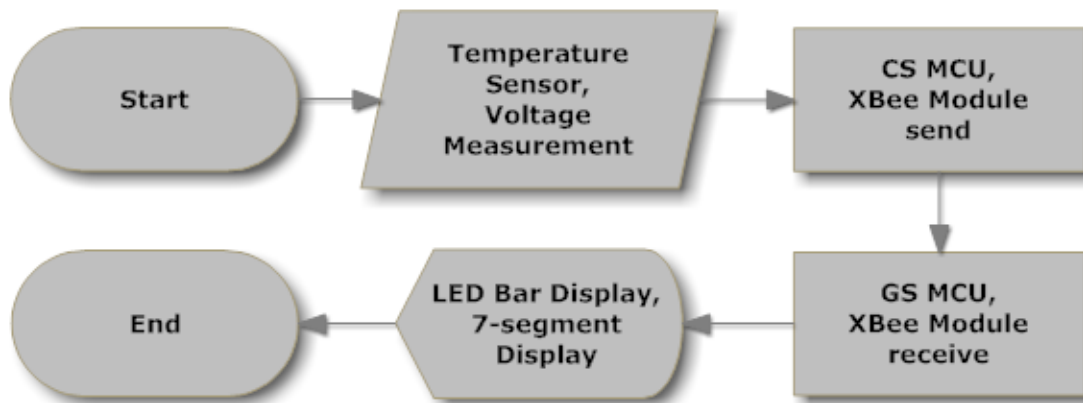 Start
Temperature
Sensor,
Voltage
Measurement
CS MCU,
XBee Module
send
GS MCU,
XBee Module
receive
LED Bar Display,
7-segment
Display
End